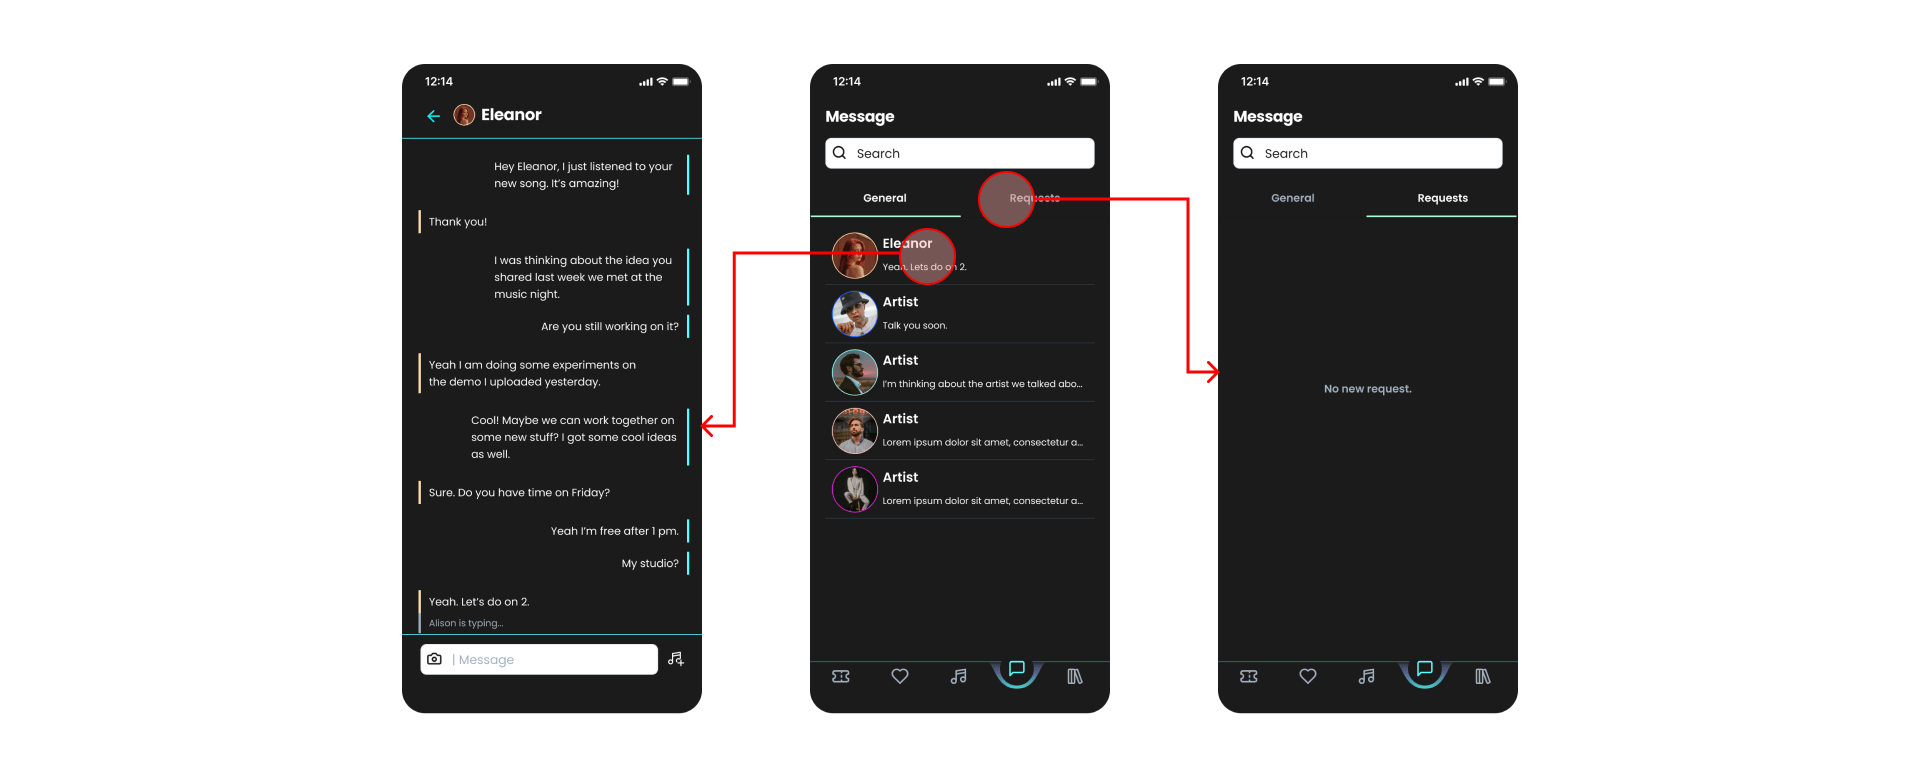 12:14
Eleanor
Hey Eleanor, I just listened to your
new song. It's amazing!
Thank you!
I was thinking about the idea you
shared last week we met at the
music night.
Are you still working on it?
Yeah I am doing some experiments on
the demo I uploaded yesterday.
Cool! Maybe we can work together on
some new stuff? I got some cool ideas
as well.
Sure. Do you have time on Friday?
Yeah I'm free after 1 pm.
My studio?
Yeah. Let's do on 2.
Alison is typing...
| Message
12:14
Message
Search
General
Requests
Eleanor
Yeah. Lets do on 2.
Artist
Talk you soon.
Artist
I'm thinking about the artist we talked abo...
Artist
Lorem ipsum dolor sit amet, consectetur a...
Artist
Lorem ipsum dolor sit amet, consectetur a...
12:14
Message
Search
General
Requests
No new request.